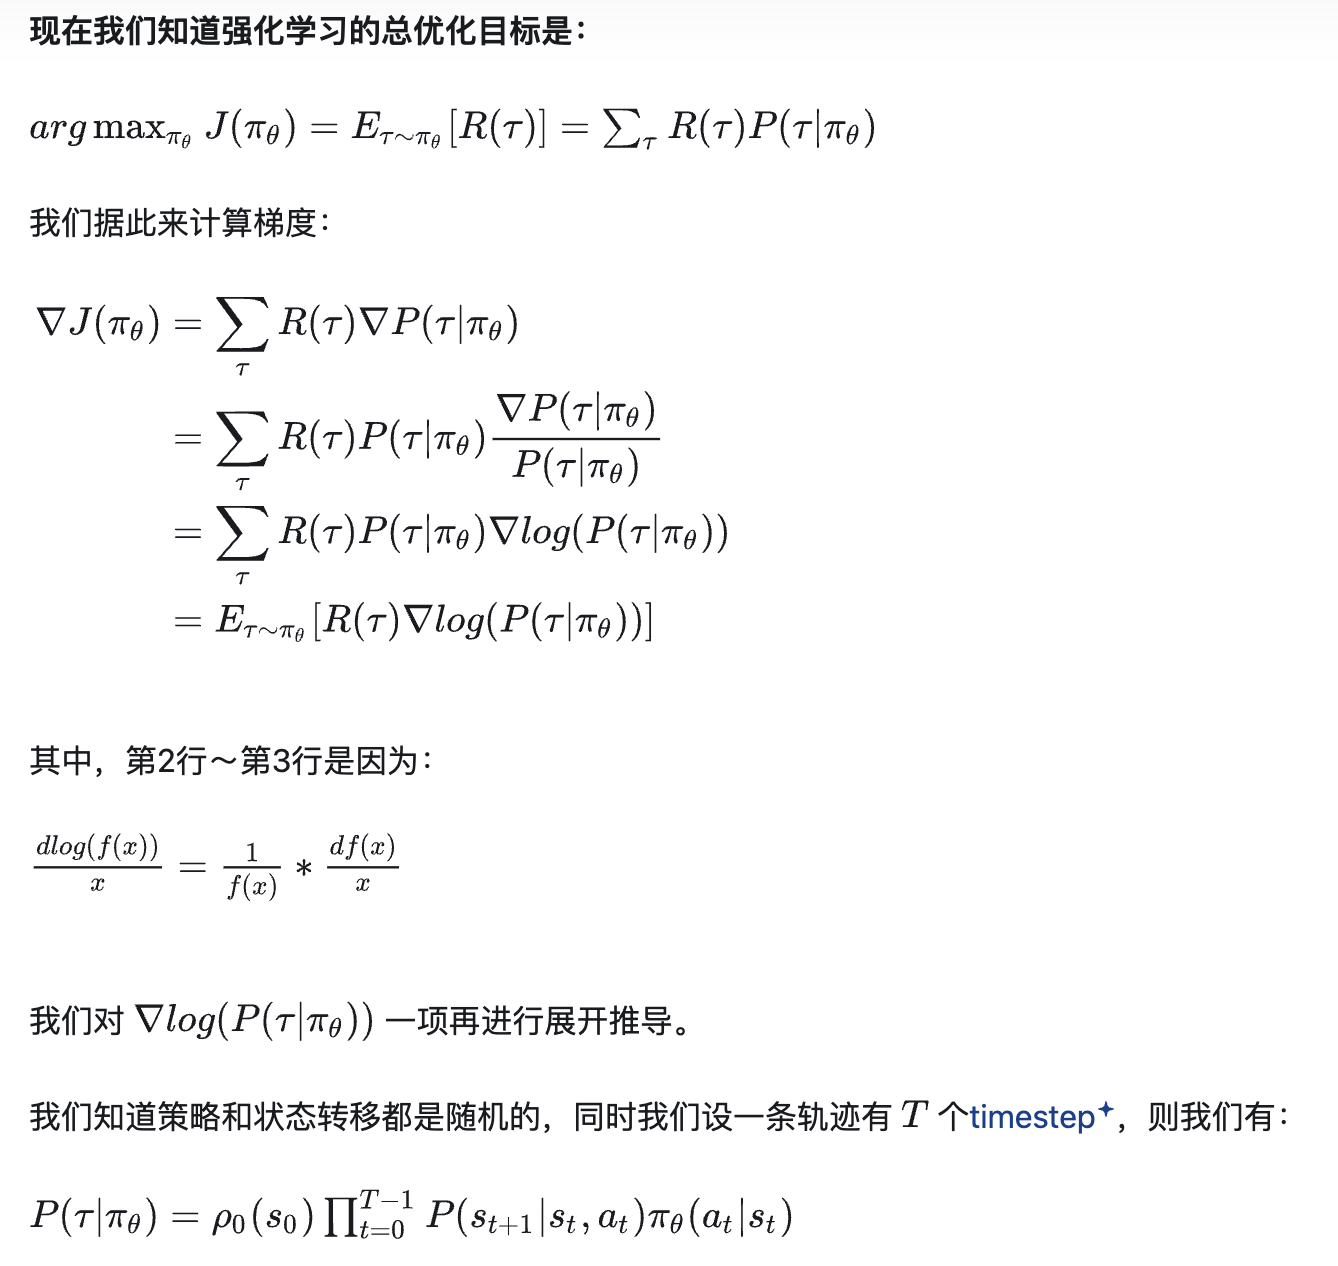 现在我们知道强化学习的总优化目标是：
$arg \max_{\pi_\theta} J(\pi_\theta) = E_{\tau \sim \pi_\theta}[R(\tau)] = \sum_\tau R(\tau)P(\tau|\pi_\theta)$
我们据此来计算梯度：
$\nabla J(\pi_\theta) = \sum_\tau R(\tau)\nabla P(\tau|\pi_\theta)$
$= \sum_\tau R(\tau)P(\tau|\pi_\theta)\frac{\nabla P(\tau|\pi_\theta)}{P(\tau|\pi_\theta)}$
$= \sum_\tau R(\tau)P(\tau|\pi_\theta)\nabla log(P(\tau|\pi_\theta))$
$= E_{\tau \sim \pi_\theta}[R(\tau)\nabla log(P(\tau|\pi_\theta))]$
其中，第2行～第3行是因为：
$\frac{dlog(f(x))}{x} = \frac{1}{f(x)} * \frac{df(x)}{x}$
我们对 $\nabla log(P(\tau|\pi_\theta))$ 一项再进行展开推导。
我们知道策略和状态转移都是随机的，同时我们设一条轨迹有 $T$ 个timestep，则我们有：
$P(\tau|\pi_\theta) = \rho_0(s_0)\prod_{t=0}^{T-1} P(s_{t+1}|s_t, a_t)\pi_\theta(a_t|s_t)$